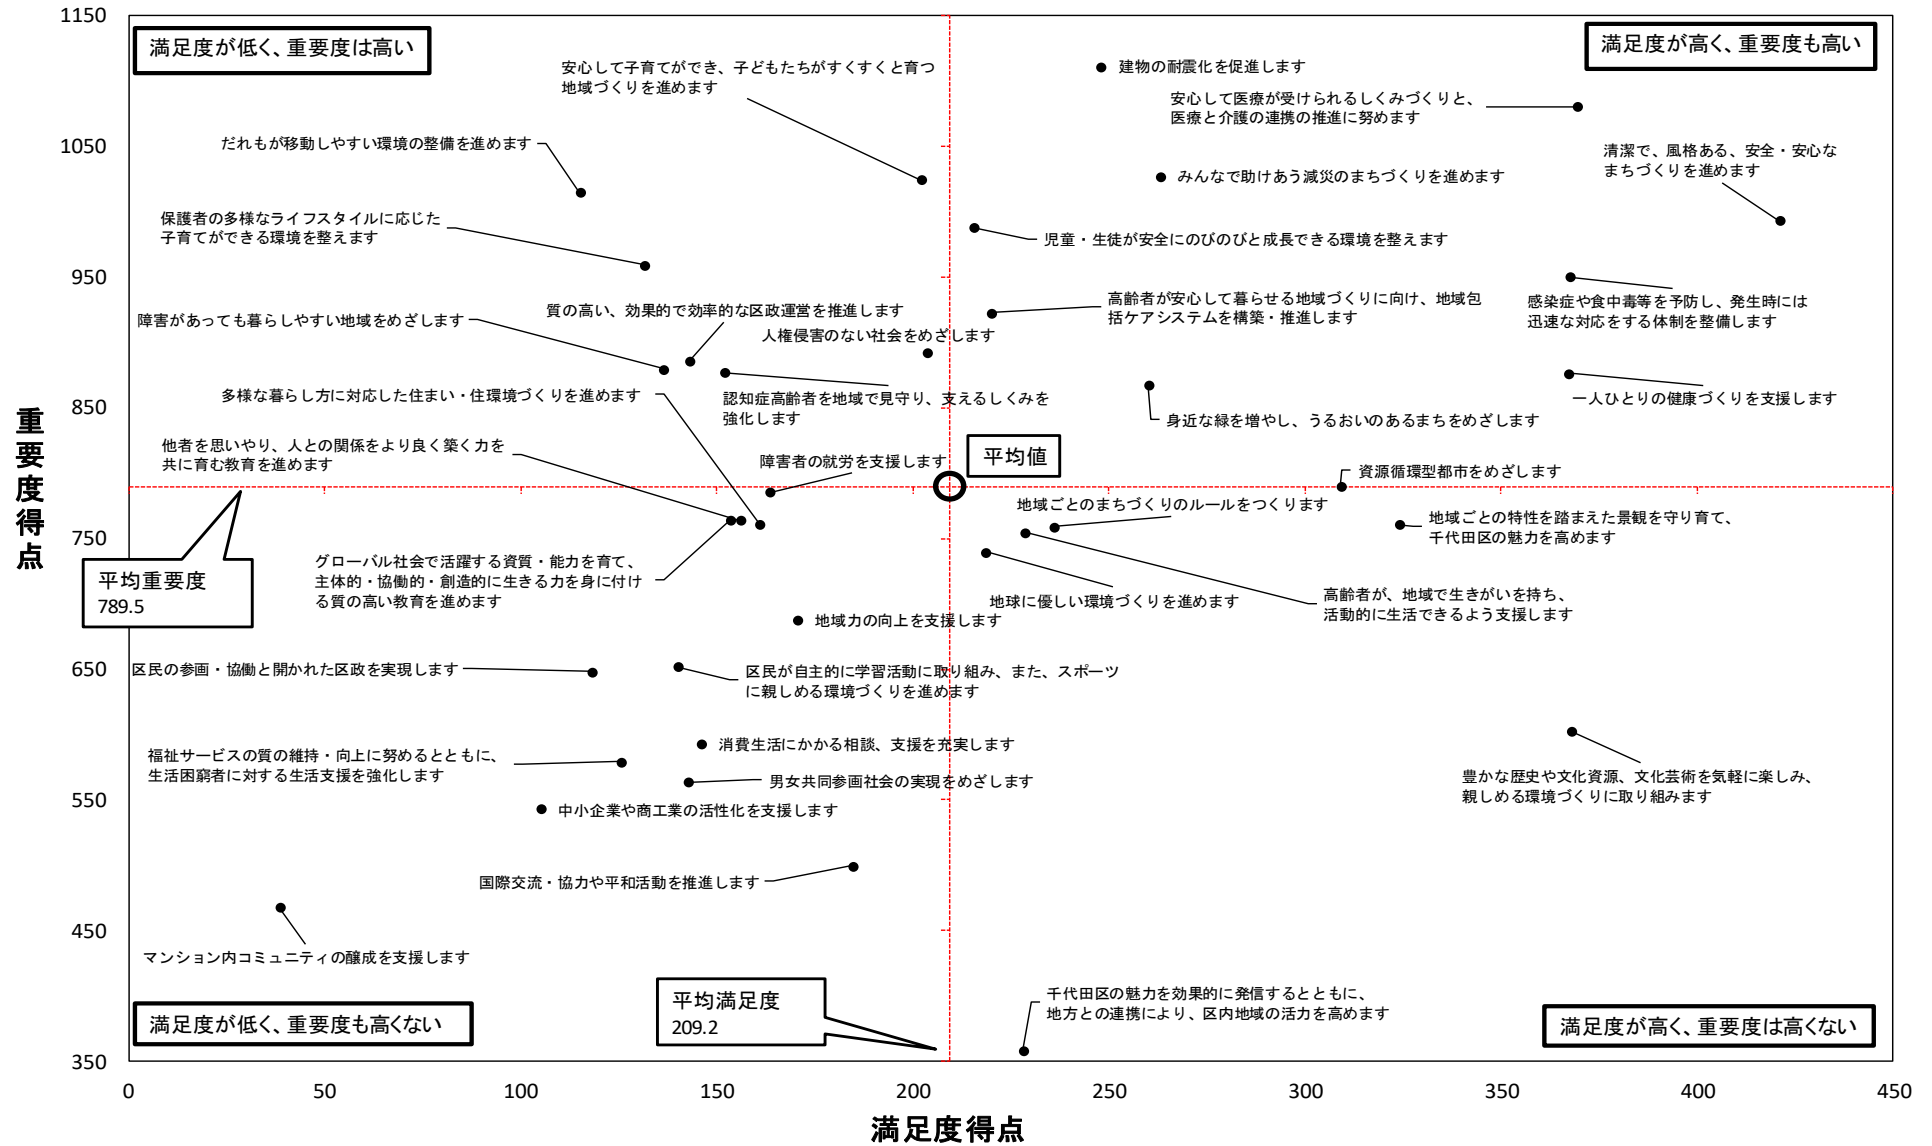 1150
満足度が低く、重要度は高い
満足度が高く、重要度も高い
安心して子育てができ、子どもたちがすくすくと育つ
地域づくりを進めます
建物の耐震化を促進します
安心して医療が受けられるしくみづくりと、
医療と介護の連携の推進に努めます
1050
だれもが移動しやすい環境の整備を進めます
清潔で、風格ある、安全・安心な
まちづくりを進めます
みんなで助けあう減災のまちづくりを進めます
保護者の多様なライフスタイルに応じた
子育てができる環境を整えます
児童・生徒が安全にのびのびと成長できる環境を整えます
950
質の高い、効果的で効率的な区政運営を推進します
障害があっても暮らしやすい地域をめざします
人権侵害のない社会をめざします
高齢者が安心して暮らせる地域づくりに向け、地域包
括ケアシステムを構築・推進します
感染症や食中毒等を予防し、発生時には
迅速な対応をする体制を整備します
多様な暮らし方に対応した住まい・住環境づくりを進めます
認知症高齢者を地域で見守り、支えるしくみを
強化します
身近な緑を増やし、うるおいのあるまちをめざします
一人ひとりの健康づくりを支援します
850
重要度得点
他者を思いやり、人との関係をより良く築く力を
共に育む教育を進めます
障害者の就労を支援します
平均値
資源循環型都市をめざします
地域ごとのまちづくりのルールをつくります
地域ごとの特性を踏まえた景観を守り育て、
千代田区の魅力を高めます
750
平均重要度
789.5
グローバル社会で活躍する資質・能力を育て、
主体的・協働的・創造的に生きる力を身に付け
る質の高い教育を進めます
地球に優しい環境づくりを進めます
高齢者が、地域で生きがいを持ち、
活動的に生活できるよう支援します
地域力の向上を支援します
650
区民の参画・協働と開かれた区政を実現します
区民が自主的に学習活動に取り組み、また、スポーツ
に親しめる環境づくりを進めます
消費生活にかかる相談、支援を充実します
福祉サービスの質の維持・向上に努めるとともに、
生活困窮者に対する生活支援を強化します
男女共同参画社会の実現をめざします
豊かな歴史や文化資源、文化芸術を気軽に楽しみ、
親しめる環境づくりに取り組みます
550
中小企業や商工業の活性化を支援します
国際交流・協力や平和活動を推進します
450
マンション内コミュニティの醸成を支援します
平均満足度
209.2
千代田区の魅力を効果的に発信するとともに、
地方との連携により、区内地域の活力を高めます
満足度が低く、重要度も高くない
満足度が高く、重要度は高くない
350
0 50 100 150 200 250 300 350 400 450
満足度得点